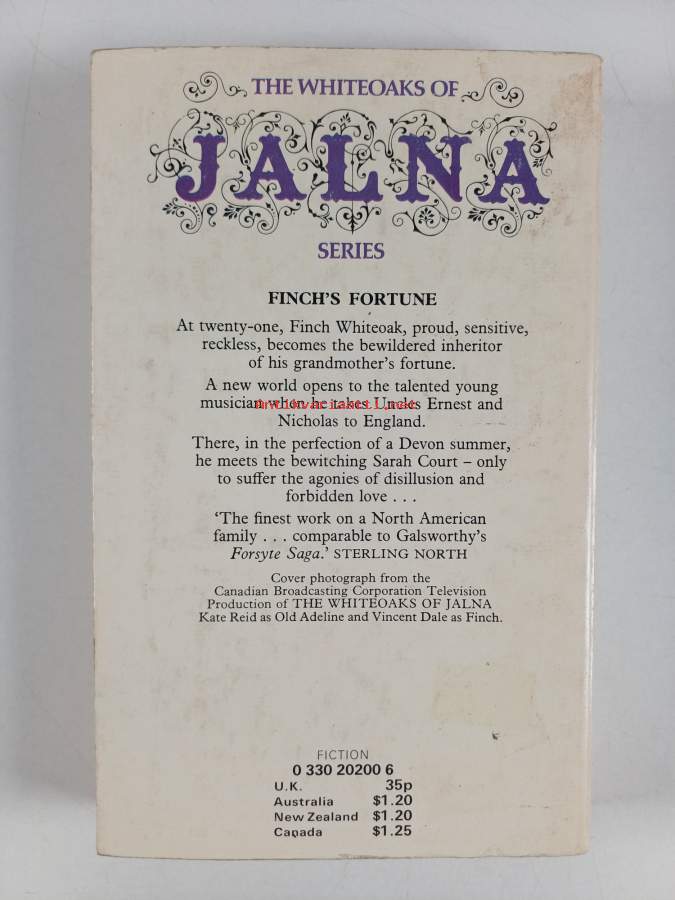 THE WHITEOAKS OF
JALNA
SERIES
FINCH'S FORTUNE
At twenty-one, Finch Whiteoak, proud, sensitive,
reckless, becomes the bewildered inheritor
of his grandmother's fortune.
A new world opens to the talented young
musician when he takes Uncles Ernest and
Nicholas to England.
There, in the perfection of a Devon summer,
he meets the bewitching Sarah Court – only
to suffer the agonies of disillusion and
forbidden love . . .
'The finest work on a North American
family . . . comparable to Galsworthy's
Forsyte Saga.' STERLING NORTH
Cover photograph from the
Canadian Broadcasting Corporation Television
Production of THE WHITEOAKS OF JALNA
Kate Reid as Old Adeline and Vincent Dale as Finch.
FICTION
0 330 20200 6
U.K. 35p
Australia $1.20
New Zealand $1.20
Canada $1.25